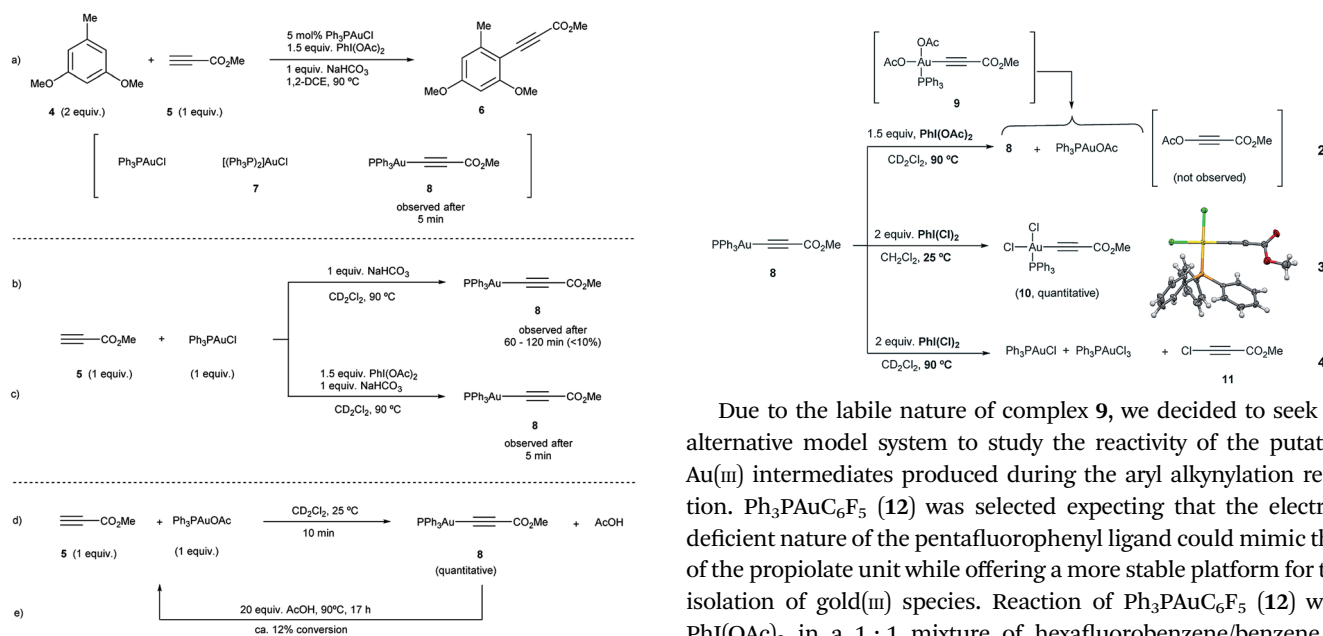 a)
Me
MeO
OMe
4 (2 equiv.)
+
CO2Me
5 (1 equiv.)
5 mol% Ph3PAuCl
1.5 equiv. PhI(OAc)2
1 equiv. NaHCO3
1,2-DCE, 90 ºC
Me
CO2Me
MeO
OMe
6
Ph3PAuCl
[(Ph3P)2]AuCl
7
PPh3Au
CO2Me
8
observed after
5 min
b)
1 equiv. NaHCO3
CD2Cl2, 90 ºC
PPh3Au
CO2Me
8
observed after
60 - 120 min (<10%)
CO2Me
5 (1 equiv.)
+
Ph3PAuCl
(1 equiv.)
c)
1.5 equiv. PhI(OAc)2
1 equiv. NaHCO3
CD2Cl2, 90 ºC
PPh3Au
CO2Me
8
observed after
5 min
d)
CO2Me
5 (1 equiv.)
+
Ph3PAuOAc
(1 equiv.)
CD2Cl2, 25 ºC
10 min
PPh3Au
CO2Me
8
(quantitative)
+
AcOH
e)
20 equiv. AcOH, 90ºC, 17 h
ca. 12% conversion
OAc
AcO
Au
CO2Me
PPh3
9
1.5 equiv, PhI(OAc)2
CD2Cl2, 90 ºC
8 + Ph3PAuOAc
AcO
CO2Me
(not observed)
2
PPh3Au
CO2Me
8
2 equiv. PhI(Cl)2
CH2Cl2, 25 ºC
Cl
Cl
Au
CO2Me
PPh3
(10, quantitative)
3
2 equiv. PhI(Cl)2
CD2Cl2, 90 ºC
Ph3PAuCl + Ph3PAuCl3 + Cl
CO2Me
11
4
Due to the labile nature of complex 9, we decided to seek
alternative model system to study the reactivity of the putat
Au(III) intermediates produced during the aryl alkynylation re
tion. Ph3PAuC6F5 (12) was selected expecting that the electr
deficient nature of the pentafluorophenyl ligand could mimic th
of the propiolate unit while offering a more stable platform for t
isolation of gold(III) species. Reaction of Ph3PAuC6F5 (12) w
PhI(OAc)2 in a 1 : 1 mixture of hexafluorobenzene/benzene